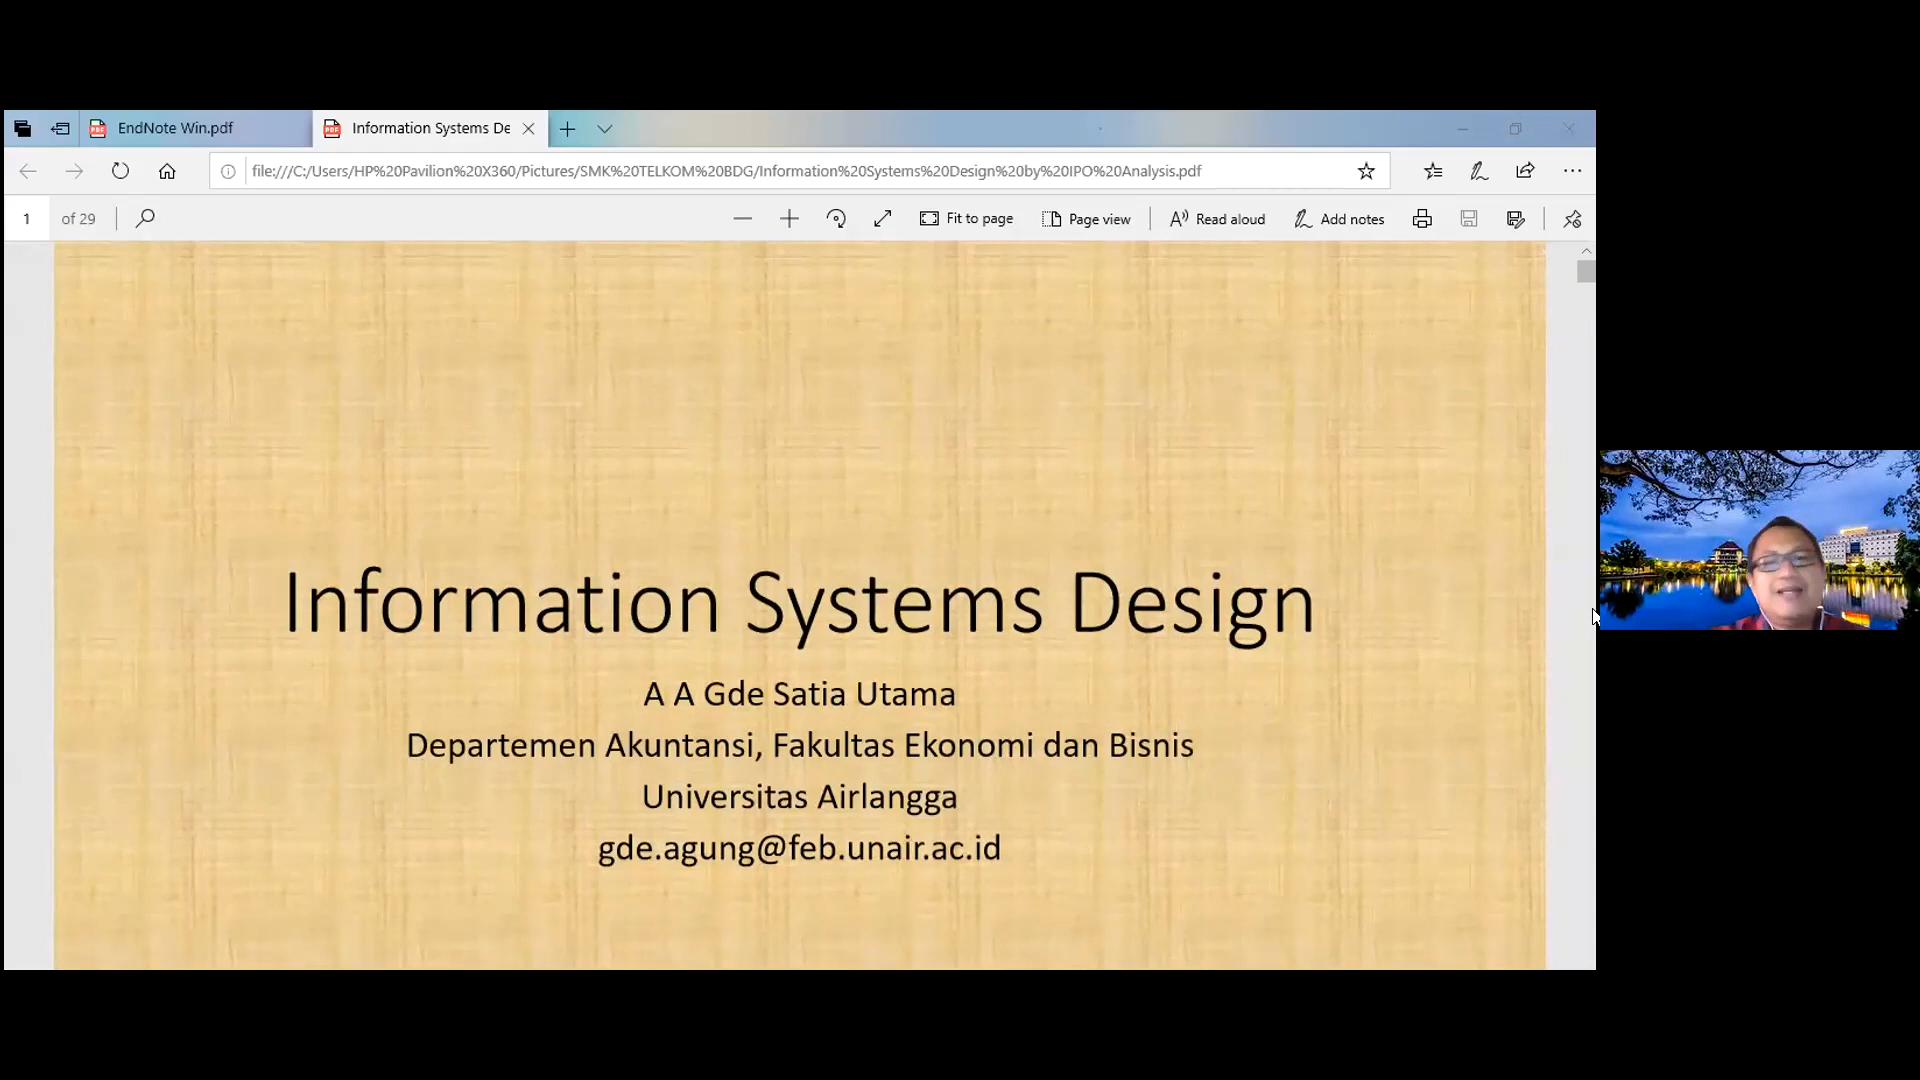 EndNote Win.pdf
Information Systems De
file:///C:/Users/HP%20Pavilion%20X360/Pictures/SMK%20TELKOM%20BDG/Information%20Systems%20Design%20by%20IPO%20Analysis.pdf
1 of 29
Fit to page
Page view
Read aloud
Add notes
Information Systems Design
A A Gde Satia Utama
Departemen Akuntansi, Fakultas Ekonomi dan Bisnis
Universitas Airlangga
gde.agung@feb.unair.ac.id